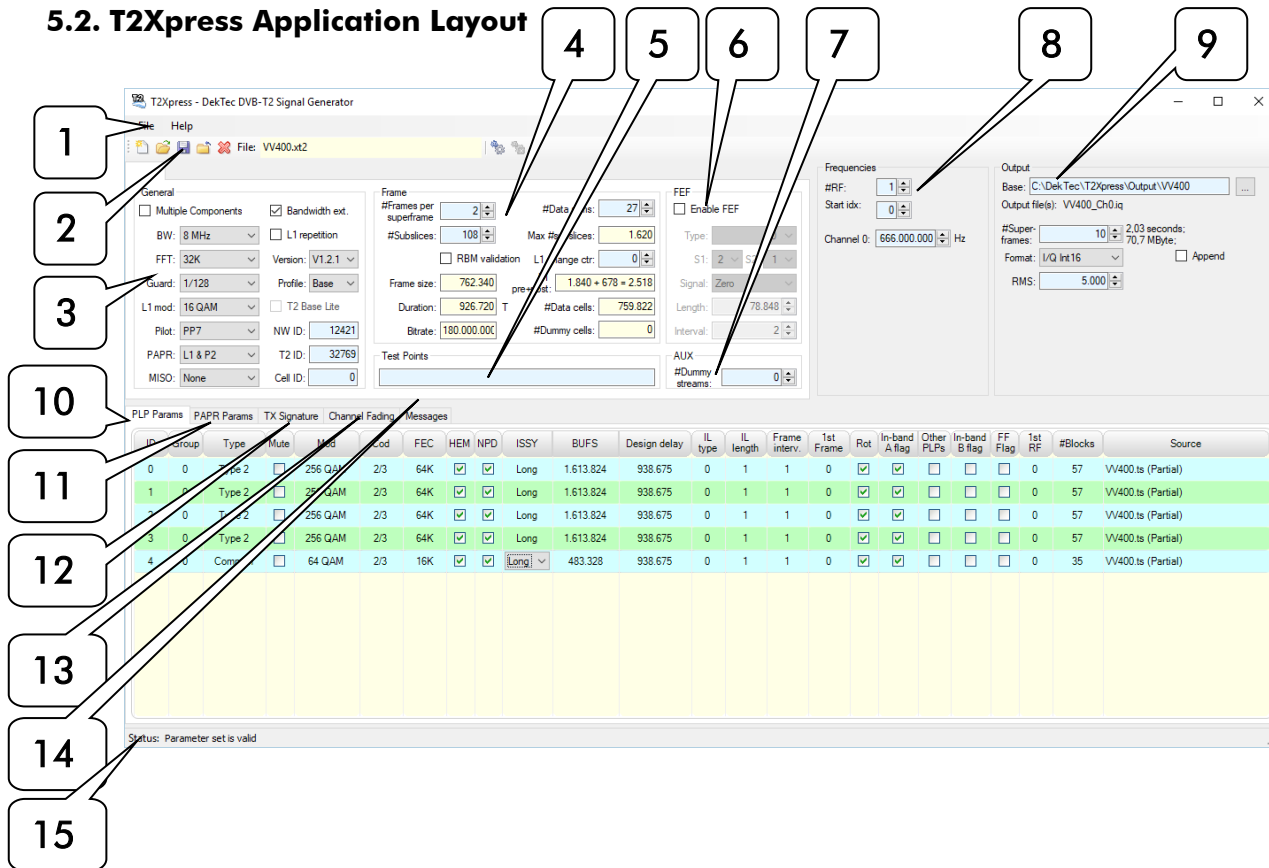 5.2. T2Xpress Application Layout
4 5 6 7 8 9
T2Xpress - DekTec DVB-T2 Signal Generator
1
File Help
File: VV400.xt2
2
3
General
Multiple Components Bandwidth ext.
BW: 8 MHz L1 repetition
FFT: 32K Version: V1.2.1
Guard: 1/128 Profile: Base
L1 mod: 16 QAM T2 Base Lite
Pilot: PP7 NW ID: 12421
PAPR: L1 & P2 T2 ID: 32769
MISO: None Cell ID: 0
Frame
#Frames per superframe 2
#Subslices: 108 Max 1.620
RBM validation 0
Frame size: 762.340 1.840 + 678 = 2.518
Duration: 926.720 T #Data cells: 759.822
Bitrate: 180.000.000 #Dummy cells: 0
27
Test Points
FEF
Enable FEF
Type:
S1: 2 1
Signal: Zero
Length: 78.848
Interval: 2
AUX
#Dummy streams: 0
Frequencies
#RF: 1
Start idx: 0
Channel 0: 666.000.000 Hz
Output
Base: C:\DekTec\T2Xpress\Output\VV400 ...
Output file(s): VV400_Ch0.iq
#Super-frames: 10 2,03 seconds; 70,7 MByte;
Format: I/Q Int16 Append
RMS: 5.000
10
PLP Params PAPR Params TX Signature Channel Fading Messages
11
ID Group Type Mute Mod Cod FEC HEM NPD ISSY BUFS Design delay IL type IL length Frame interv. 1st Frame Rot In-band A flag Other PLPs In-band B flag FF Flag 1st RF #Blocks Source
0 0 Type 2 256 QAM 2/3 64K Long 1.613.824 938.675 0 1 1 0 0 57 VV400.ts (Partial)
1 0 Type 2 256 QAM 2/3 64K Long 1.613.824 938.675 0 1 1 0 0 57 VV400.ts (Partial)
2 0 Type 2 256 QAM 2/3 64K Long 1.613.824 938.675 0 1 1 0 0 57 VV400.ts (Partial)
3 0 Type 2 256 QAM 2/3 64K Long 1.613.824 938.675 0 1 1 0 0 57 VV400.ts (Partial)
4 0 64 QAM 2/3 16K Long 483.328 938.675 0 1 1 0 0 35 VV400.ts (Partial)
12
13
14
Status: Parameter set is valid
15